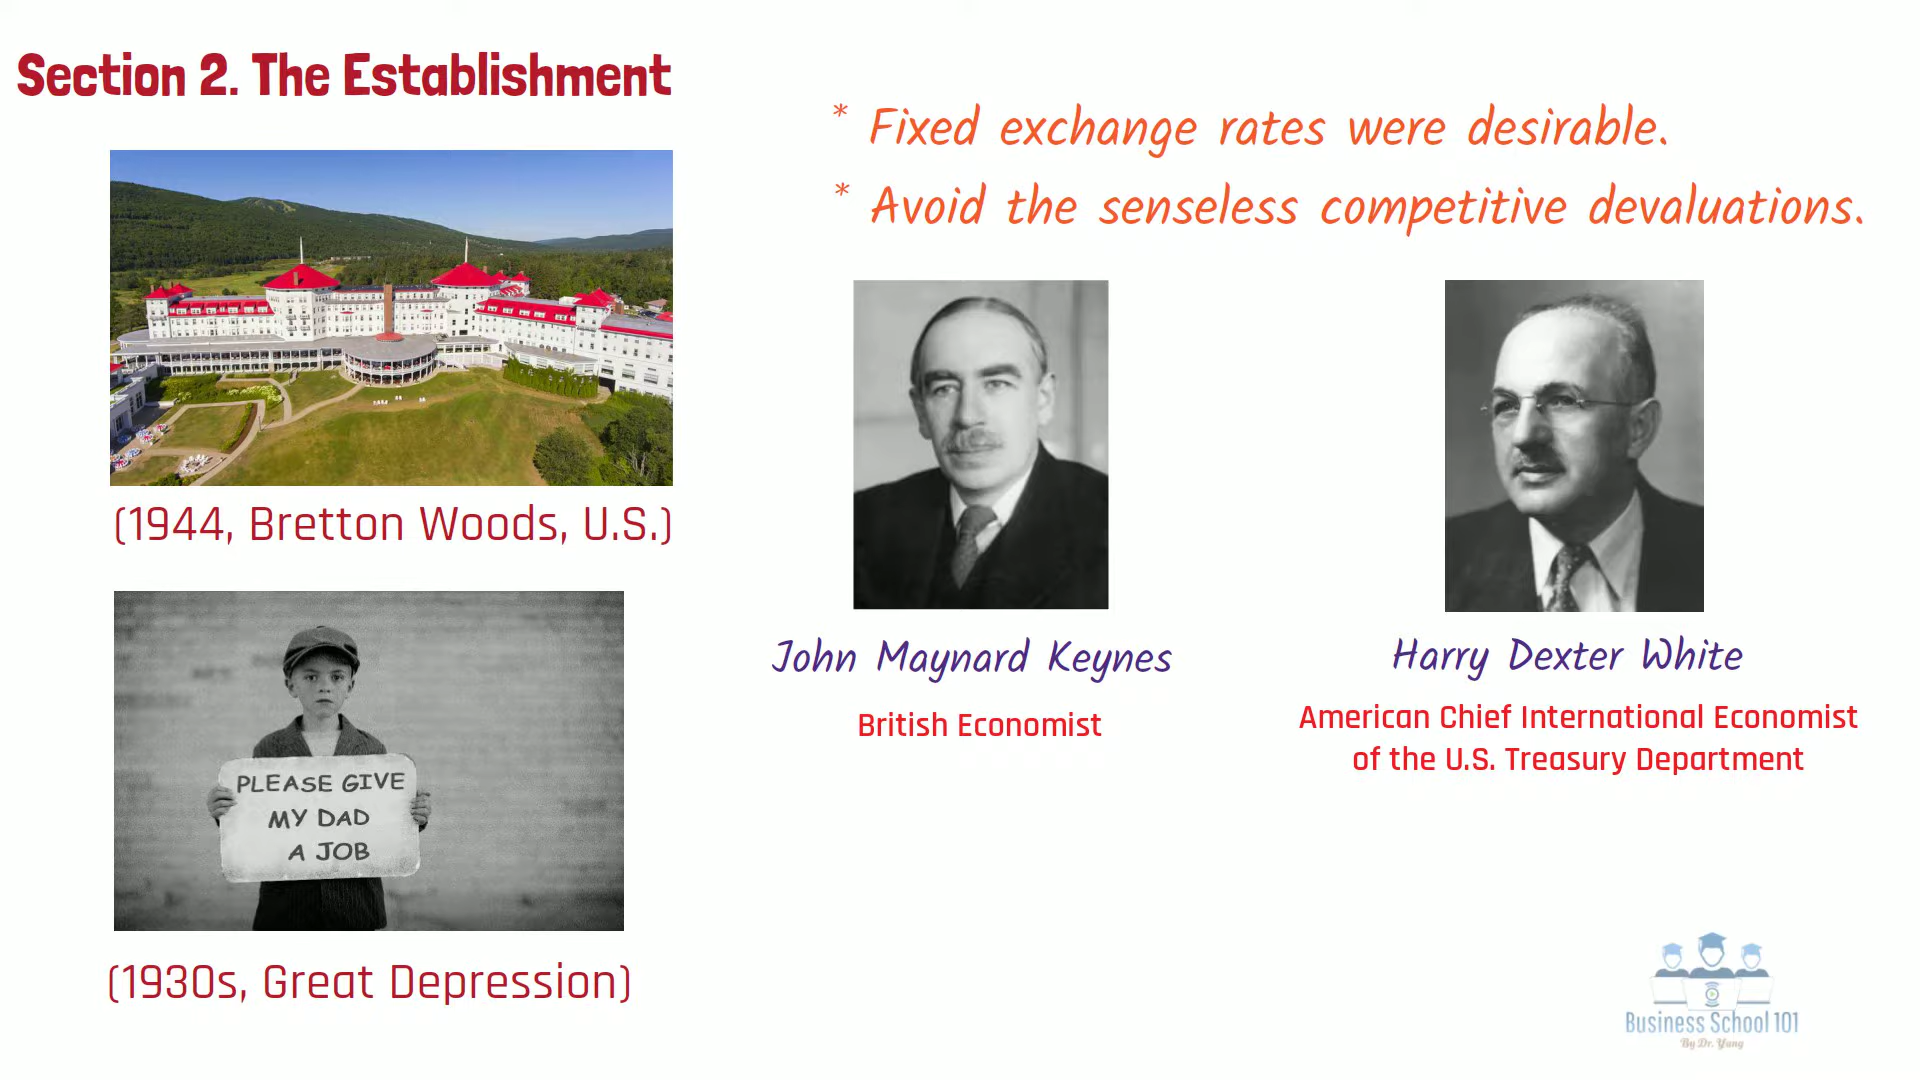 Section 2. The Establishment
* Fixed exchange rates were desirable.
* Avoid the senseless competitive devaluations.
(1944, Bretton Woods, U.S.)
PLEASE GIVE
MY DAD
A JOB
(1930s, Great Depression)
John Maynard Keynes
British Economist
Harry Dexter White
American Chief International Economist
of the U.S. Treasury Department
Business School 101
By Dr. Yang